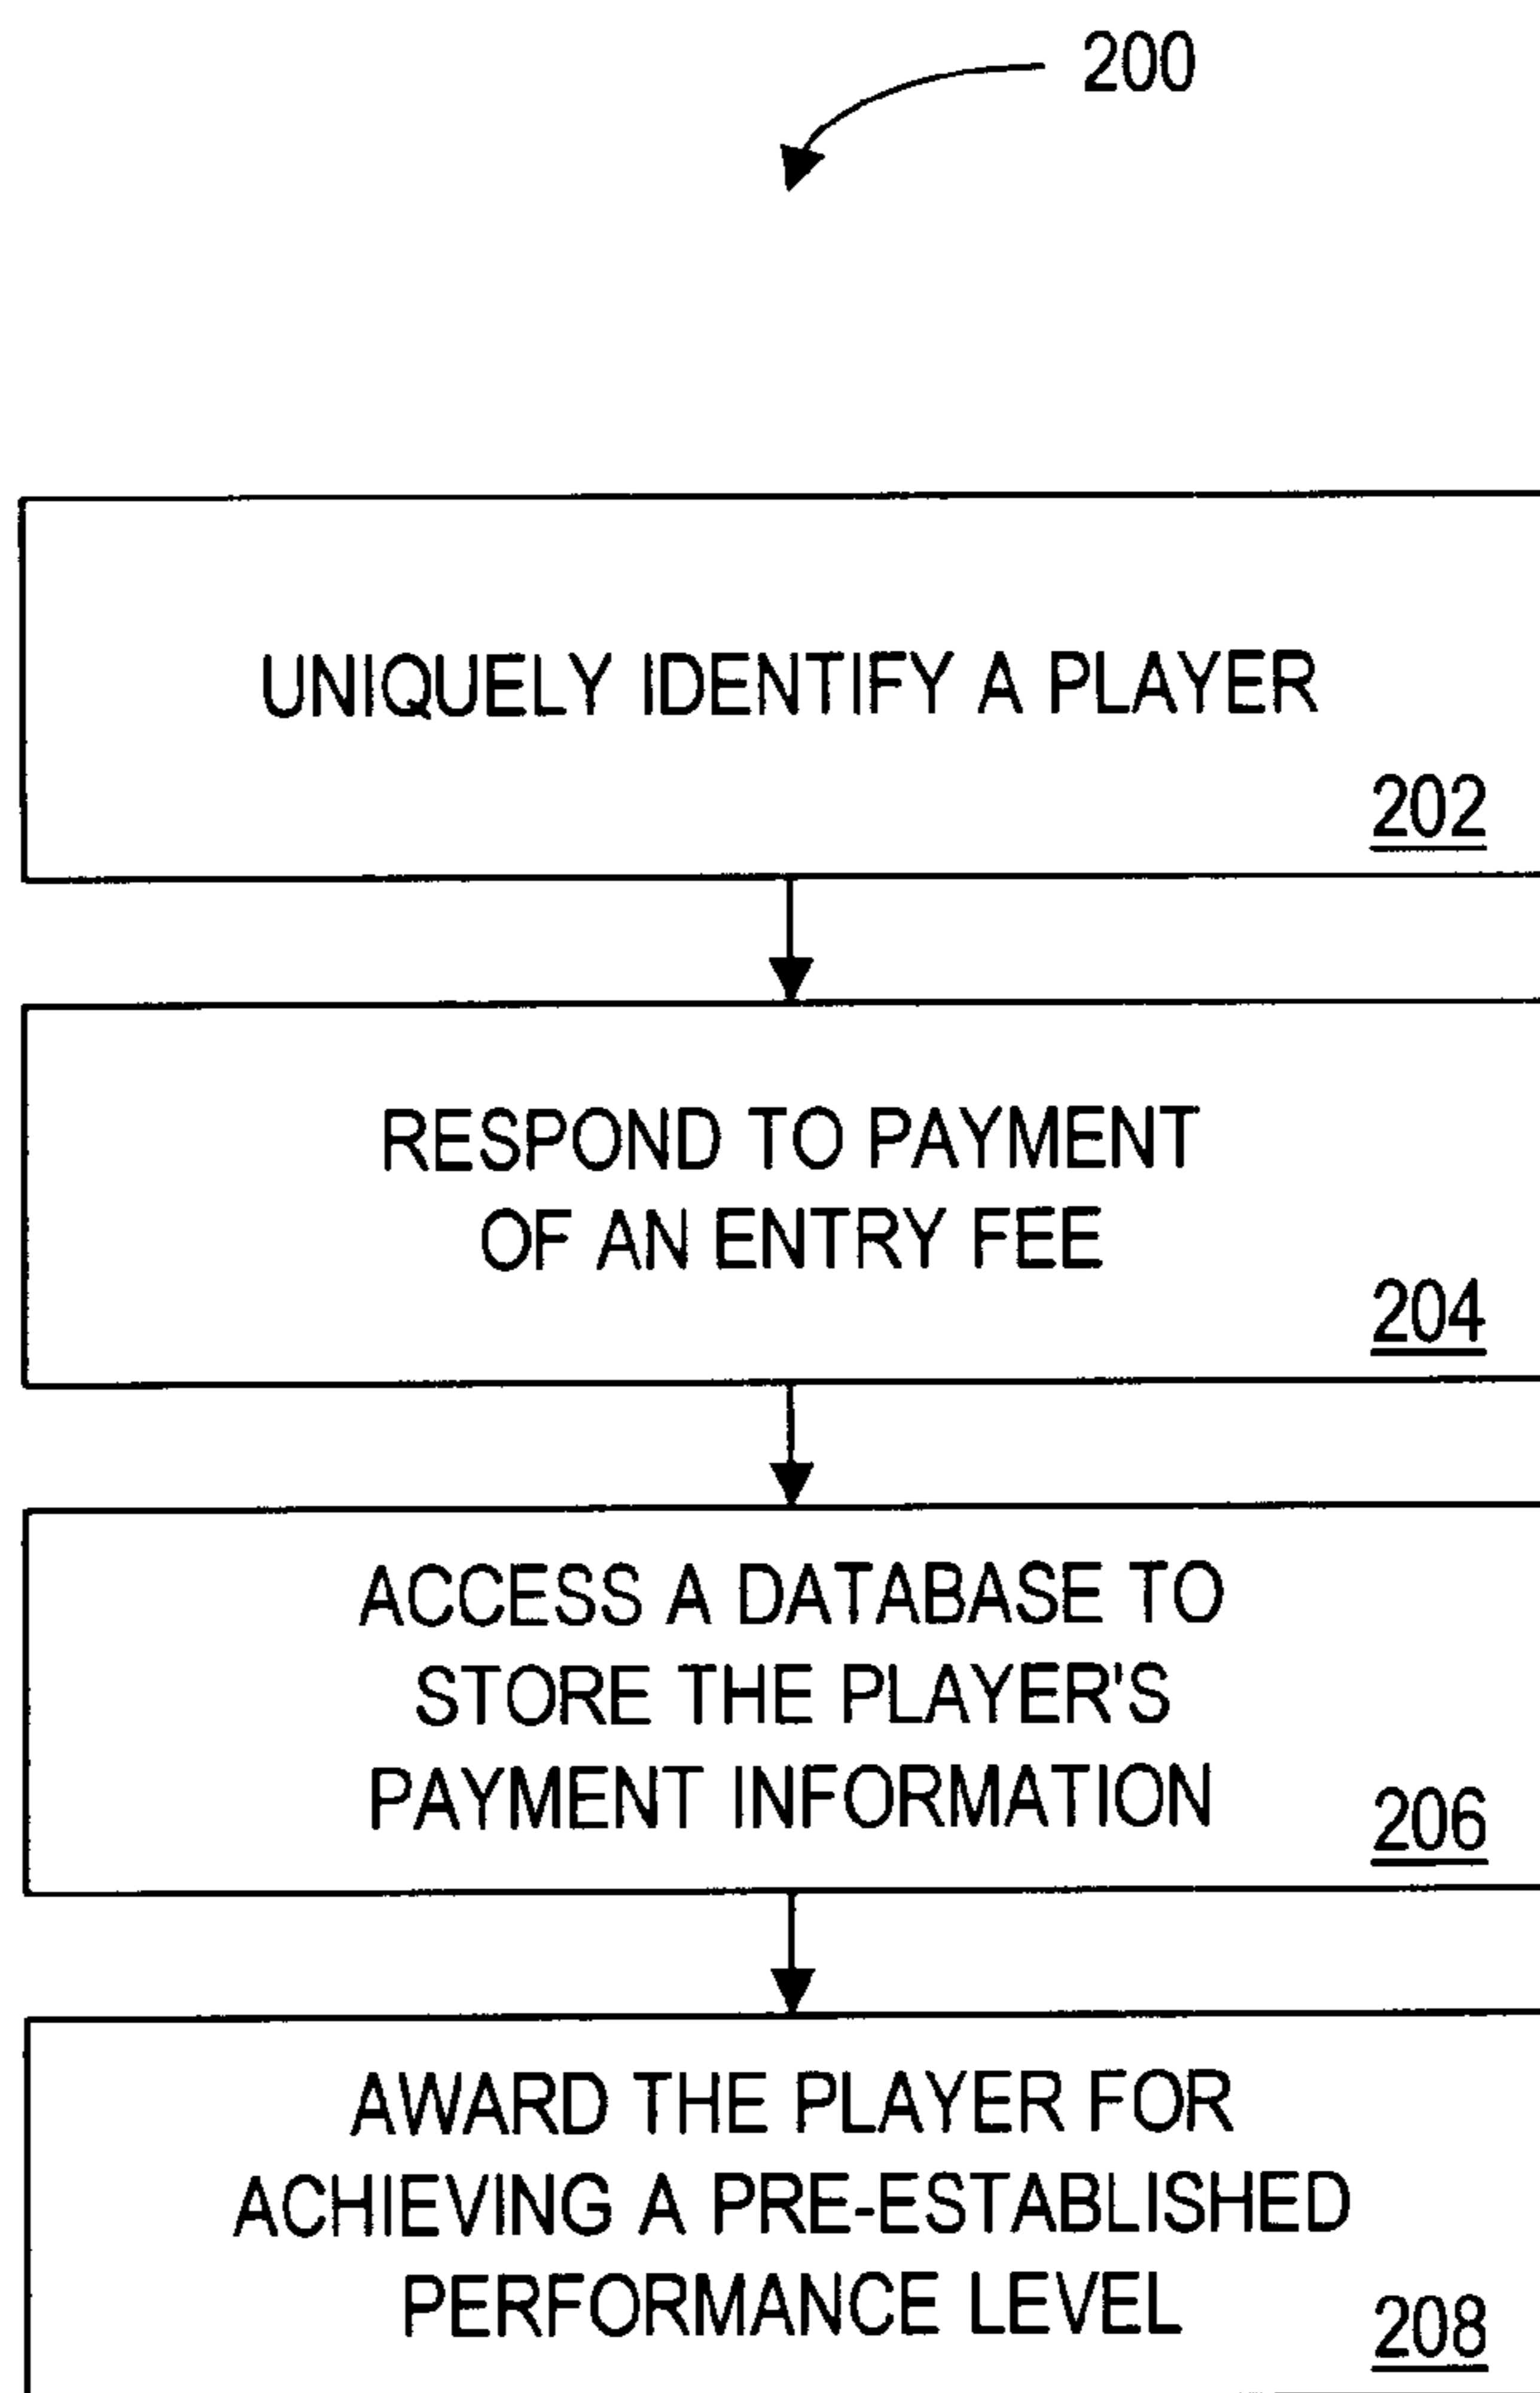 200
UNIQUELY IDENTIFY A PLAYER
202
RESPOND TO PAYMENT
OF AN ENTRY FEE
204
ACCESS A DATABASE TO
STORE THE PLAYER'S
PAYMENT INFORMATION
206
AWARD THE PLAYER FOR
ACHIEVING A PRE-ESTABLISHED
PERFORMANCE LEVEL
208